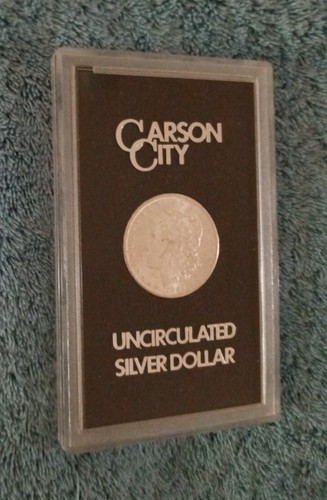 CARSON
CITY
UNCIRCULATED
SILVER DOLLAR